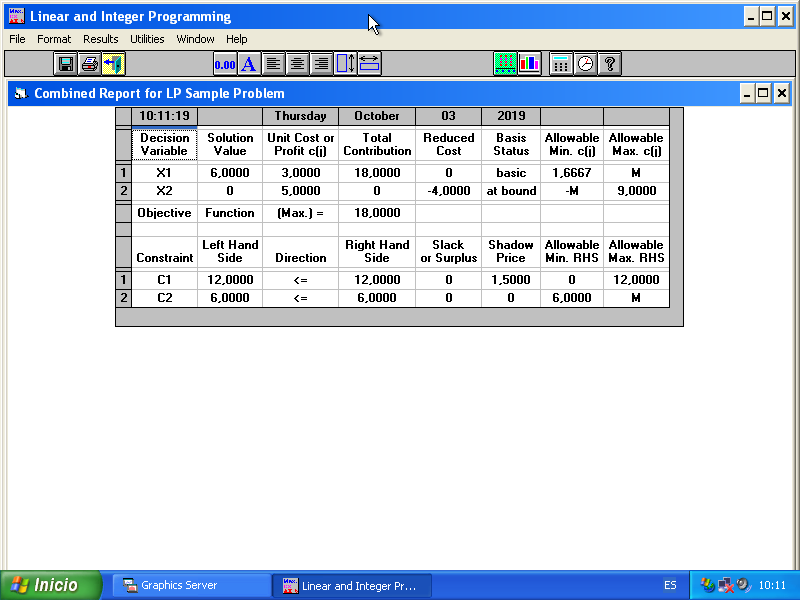 Linear and Integer Programming
File Format Results Utilities Window Help
0.00 A
Combined Report for LP Sample Problem
10:11:19 Thursday October 03 2019
Decision Variable Solution Value Unit Cost or Profit c(j) Total Contribution Reduced Cost Basis Status Allowable Min. c(j) Allowable Max. c(j)
1 X1 6,0000 3,0000 18,0000 0 basic 1,6667 M
2 X2 0 5,0000 0 -4,0000 at bound -M 9,0000
Objective Function (Max.) = 18,0000
Constraint Left Hand Side Direction Right Hand Side Slack or Surplus Shadow Price Allowable Min. RHS Allowable Max. RHS
1 C1 12,0000 <= 12,0000 0 1,5000 0 12,0000
2 C2 6,0000 <= 6,0000 0 0 6,0000 M
Inicio Graphics Server Linear and Integer Pr... ES 10:11